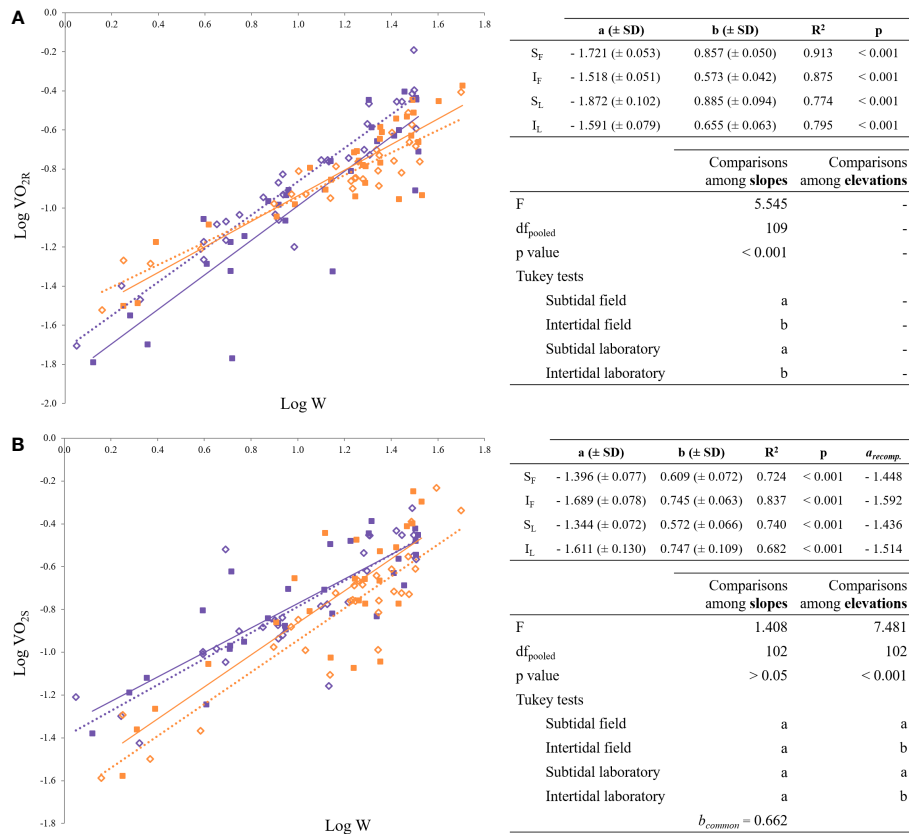 A
0.0 0.2 0.4 0.6 0.8 1.0 1.2 1.4 1.6 1.8
0.0
-0.2
-0.4
-0.6
-0.8
-1.0
-1.2
-1.4
-1.6
-1.8
-2.0
Log VO2R
Log W
a (± SD) b (± SD) R² p
SF - 1.721 (± 0.053) 0.857 (± 0.050) 0.913 < 0.001
IF - 1.518 (± 0.051) 0.573 (± 0.042) 0.875 < 0.001
SL - 1.872 (± 0.102) 0.885 (± 0.094) 0.774 < 0.001
IL - 1.591 (± 0.079) 0.655 (± 0.063) 0.795 < 0.001
Comparisons Comparisons
among slopes among elevations
F 5.545 -
dfpooled 109 -
p value < 0.001 -
Tukey tests
Subtidal field a -
Intertidal field b -
Subtidal laboratory a -
Intertidal laboratory b -
B
0.0 0.2 0.4 0.6 0.8 1.0 1.2 1.4 1.6 1.8
0.0
-0.2
-0.4
-0.6
-0.8
-1.0
-1.2
-1.4
-1.6
-1.8
Log VO2S
Log W
a (± SD) b (± SD) R² p arecomp.
SF - 1.396 (± 0.077) 0.609 (± 0.072) 0.724 < 0.001 - 1.448
IF - 1.689 (± 0.078) 0.745 (± 0.063) 0.837 < 0.001 - 1.592
SL - 1.344 (± 0.072) 0.572 (± 0.066) 0.740 < 0.001 - 1.436
IL - 1.611 (± 0.130) 0.747 (± 0.109) 0.682 < 0.001 - 1.514
Comparisons Comparisons
among slopes among elevations
F 1.408 7.481
dfpooled 102 102
p value > 0.05 < 0.001
Tukey tests
Subtidal field a a
Intertidal field a b
Subtidal laboratory a a
Intertidal laboratory a b
bcommon = 0.662